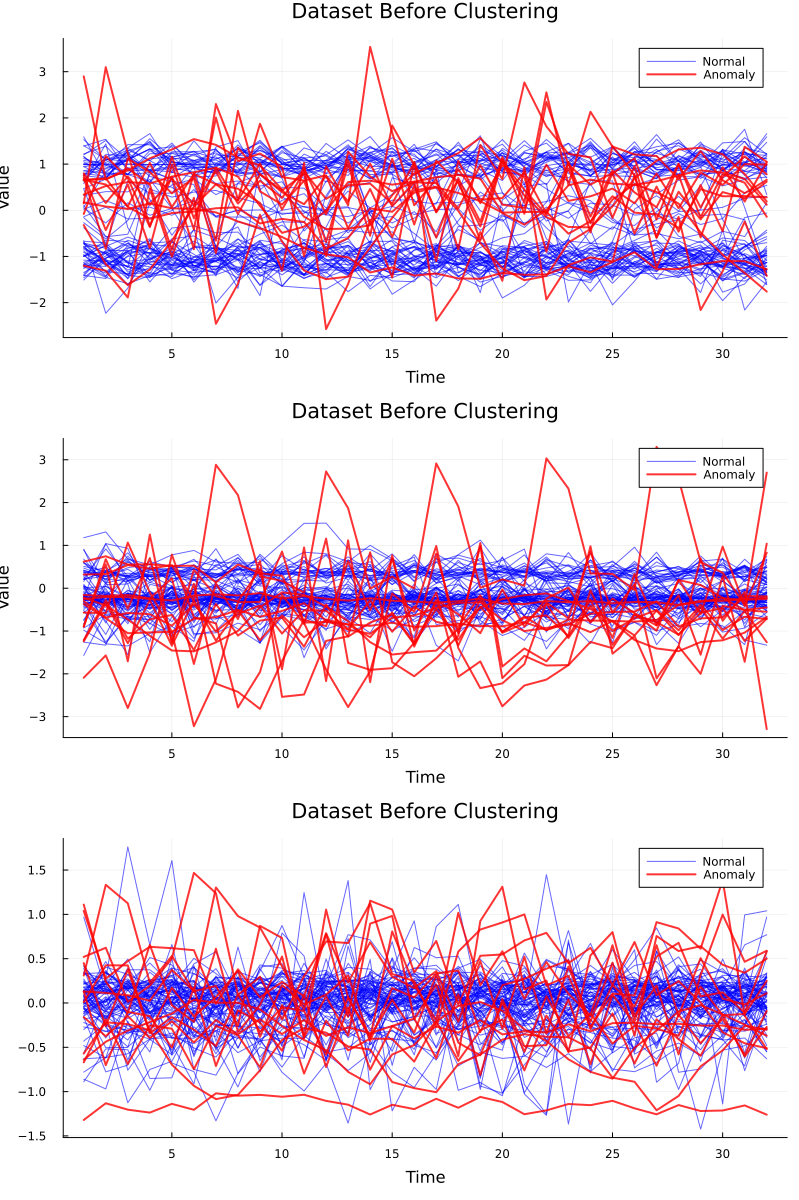 Dataset Before Clustering
Normal
Anomaly
3
2
1
0
−1
−2
Value
5 10 15 20 25 30
Time
Dataset Before Clustering
Normal
Anomaly
3
2
1
0
−1
−2
−3
Value
5 10 15 20 25 30
Time
Dataset Before Clustering
Normal
Anomaly
1.5
1.0
0.5
0.0
−0.5
−1.0
−1.5
5 10 15 20 25 30
Time